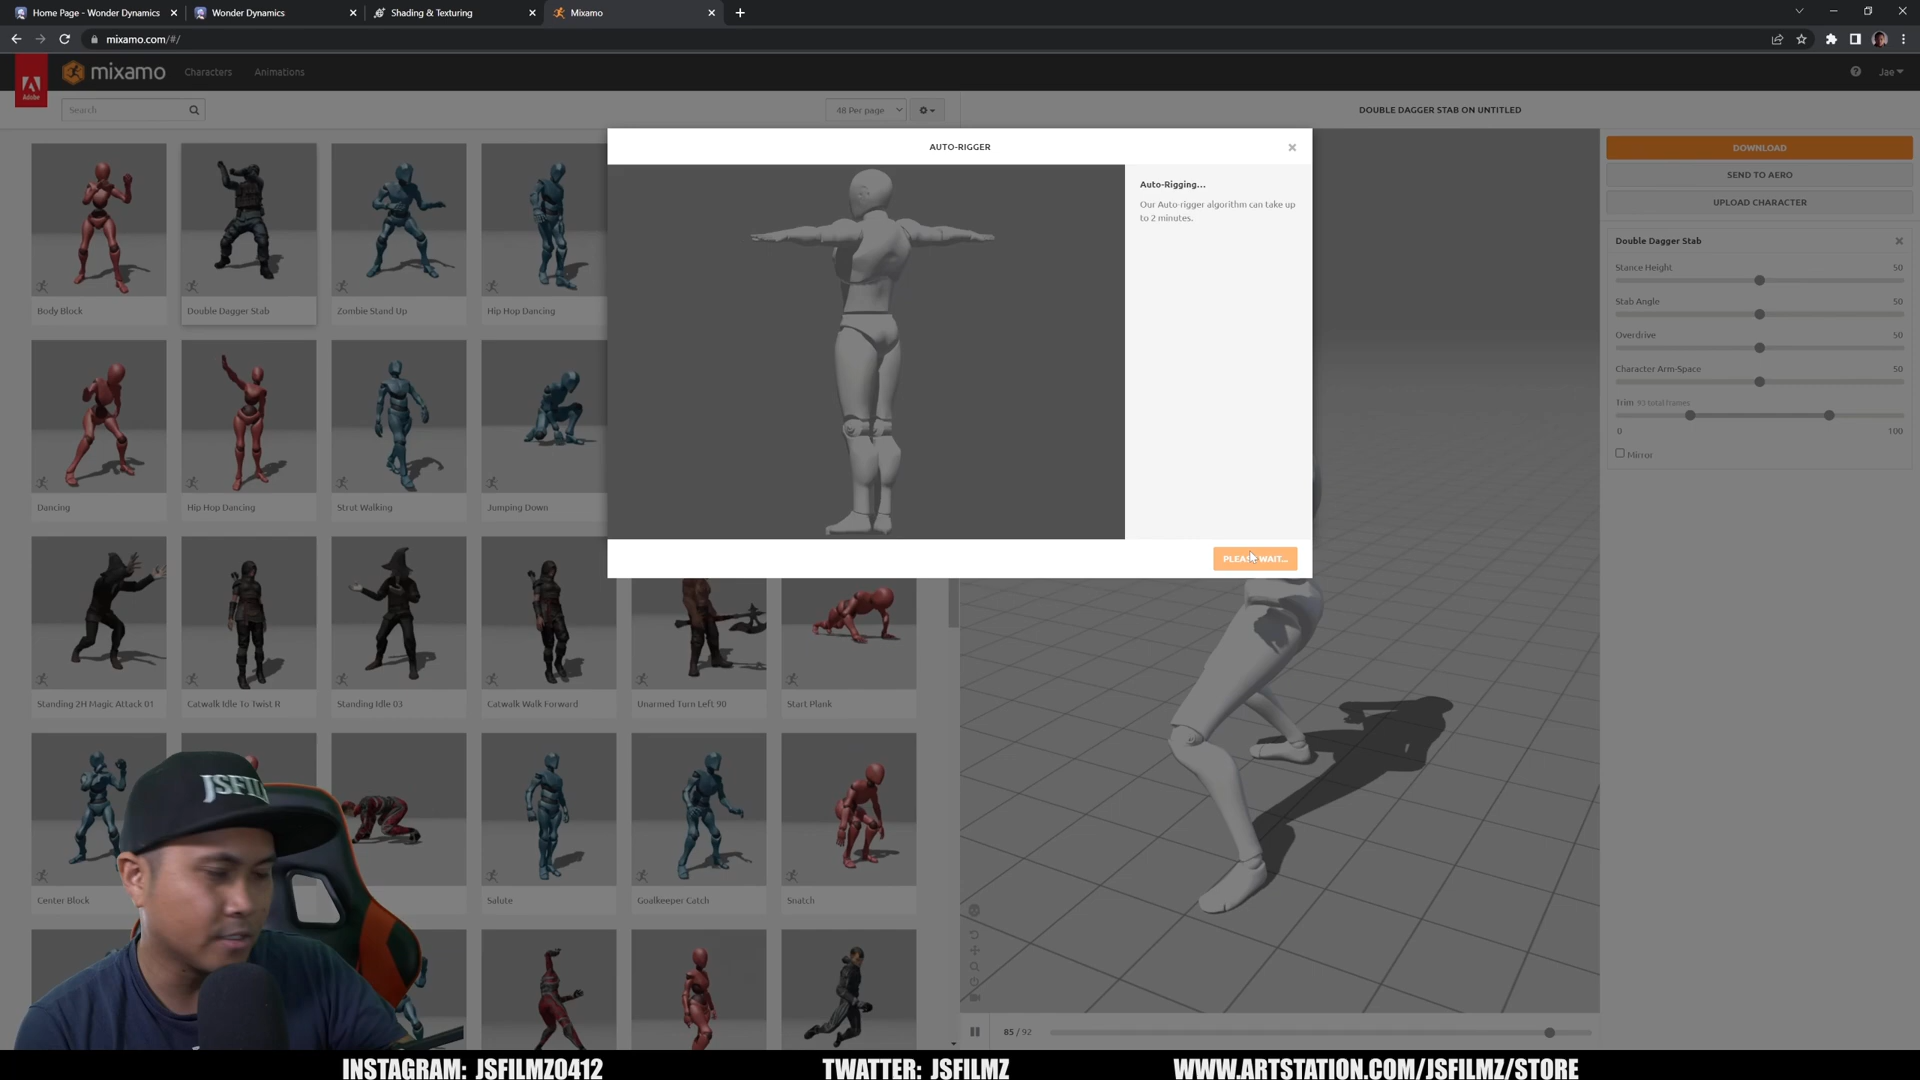 Home Page - Wonder Dynamics
Wonder Dynamics
Shading & Texturing
Mixamo
mixamo.com/#/
Adobe
mixamo
Characters
Animations
Jae
Search
48 Per page
DOUBLE DAGGER STAB ON UNTITLED
AUTO-RIGGER
Auto-Rigging...
Our Auto-rigger algorithm can take up
to 2 minutes.
DOWNLOAD
SEND TO AERO
UPLOAD CHARACTER
Double Dagger Stab
Stance Height
50
Stab Angle
50
Overdrive
50
Character Arm-Space
50
Trim 93 total frames
0
100
Mirror
Body Block
Double Dagger Stab
Zombie Stand Up
Hip Hop Dancing
Dancing
Hip Hop Dancing
Strut Walking
Jumping Down
PLEASE WAIT...
Standing 2H Magic Attack 01
Catwalk Idle To Twist R
Standing Idle 03
Catwalk Walk Forward
Unarmed Turn Left 90
Start Plank
Center Block
Salute
Goalkeeper Catch
Snatch
85 / 92
INSTAGRAM: JSFILMZ0412
TWATTER: JSFILMZ
WWW.ARTSTATION.COM/JSFILMZ/STORE